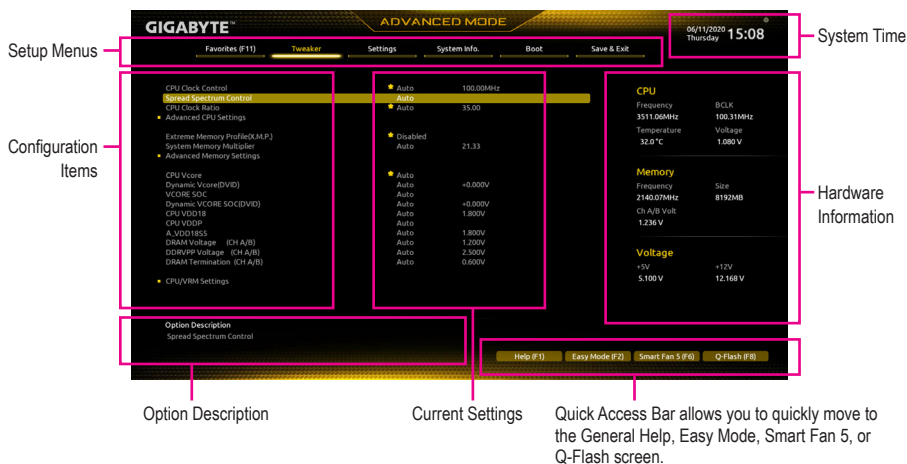 GIGABYTE™
ADVANCED MODE
06/11/2020 Thursday 15:08
System Time
Setup Menus
Favorites (F11) Tweaker Settings System Info. Boot Save & Exit
Configuration Items
CPU Clock Control Auto 100.00MHz
Spread Spectrum Control Auto
CPU Clock Ratio Auto 35.00
Advanced CPU Settings
Extreme Memory Profile(X.M.P.) Disabled
System Memory Multiplier Auto 21.33
Advanced Memory Settings
CPU Vcore Auto
Dynamic Vcore(DVID) Auto +0.000V
VCORE SOC Auto
Dynamic VCORE SOC(DVID) Auto +0.000V
CPU VDD18 Auto 1.800V
CPU VDDP Auto
A_VDD18S5 Auto 1.800V
DRAM Voltage (CH A/B) Auto 1.200V
DDRVPP Voltage (CH A/B) Auto 2.500V
DRAM Termination (CH A/B) Auto 0.600V
CPU/VRM Settings
CPU
Frequency BCLK
3511.06MHz 100.31MHz
Temperature Voltage
32.0 °C 1.080 V
Memory
Frequency Size
2140.07MHz 8192MB
Ch A/B Volt
1.236 V
Voltage
+5V +12V
5.100 V 12.168 V
Hardware
Information
Option Description
Spread Spectrum Control
Help (F1) Easy Mode (F2) Smart Fan 5 (F6) Q-Flash (F8)
Option Description
Current Settings
Quick Access Bar allows you to quickly move to
the General Help, Easy Mode, Smart Fan 5, or
Q-Flash screen.